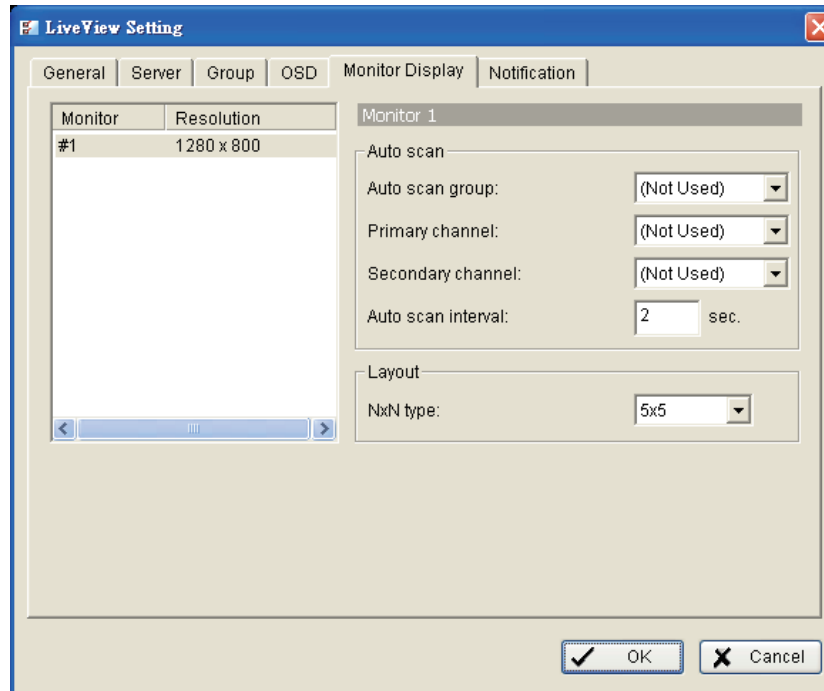 LiveView Setting
General Server Group OSD Monitor Display Notification
Monitor Resolution
#1 1280 x 800
Monitor 1
Auto scan
Auto scan group: (Not Used)
Primary channel: (Not Used)
Secondary channel: (Not Used)
Auto scan interval: 2 sec.
Layout
NxN type: 5x5
OK Cancel